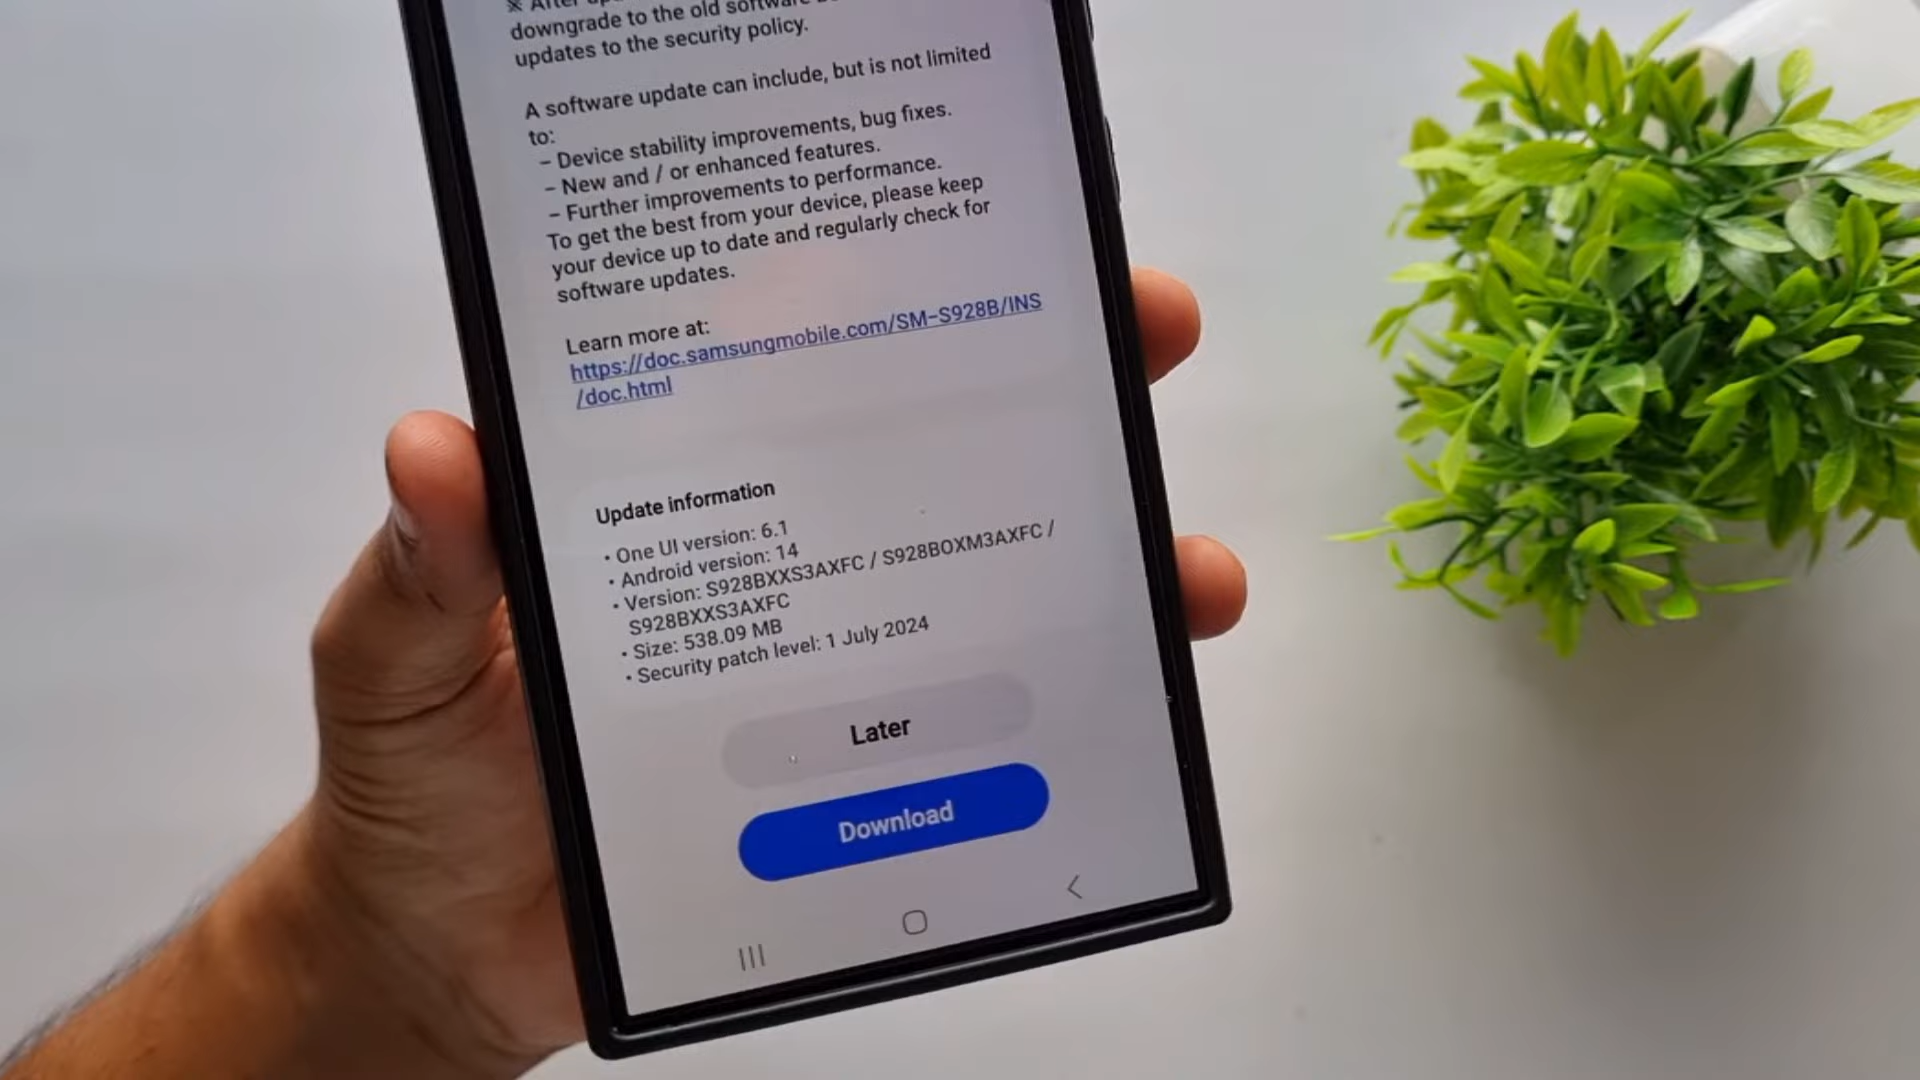 ※ After
downgrade to the old software
updates to the security policy.
A software update can include, but is not limited
to:
– Device stability improvements, bug fixes.
– New and / or enhanced features.
– Further improvements to performance.
To get the best from your device, please keep
your device up to date and regularly check for
software updates.
Learn more at:
https://doc.samsungmobile.com/SM-S928B/INS
/doc.html
Update information
• One UI version: 6.1
• Android version: 14
• Version: S928BXXS3AXFC / S928BOXM3AXFC /
S928BXXS3AXFC
• Size: 538.09 MB
• Security patch level: 1 July 2024
Later
Download